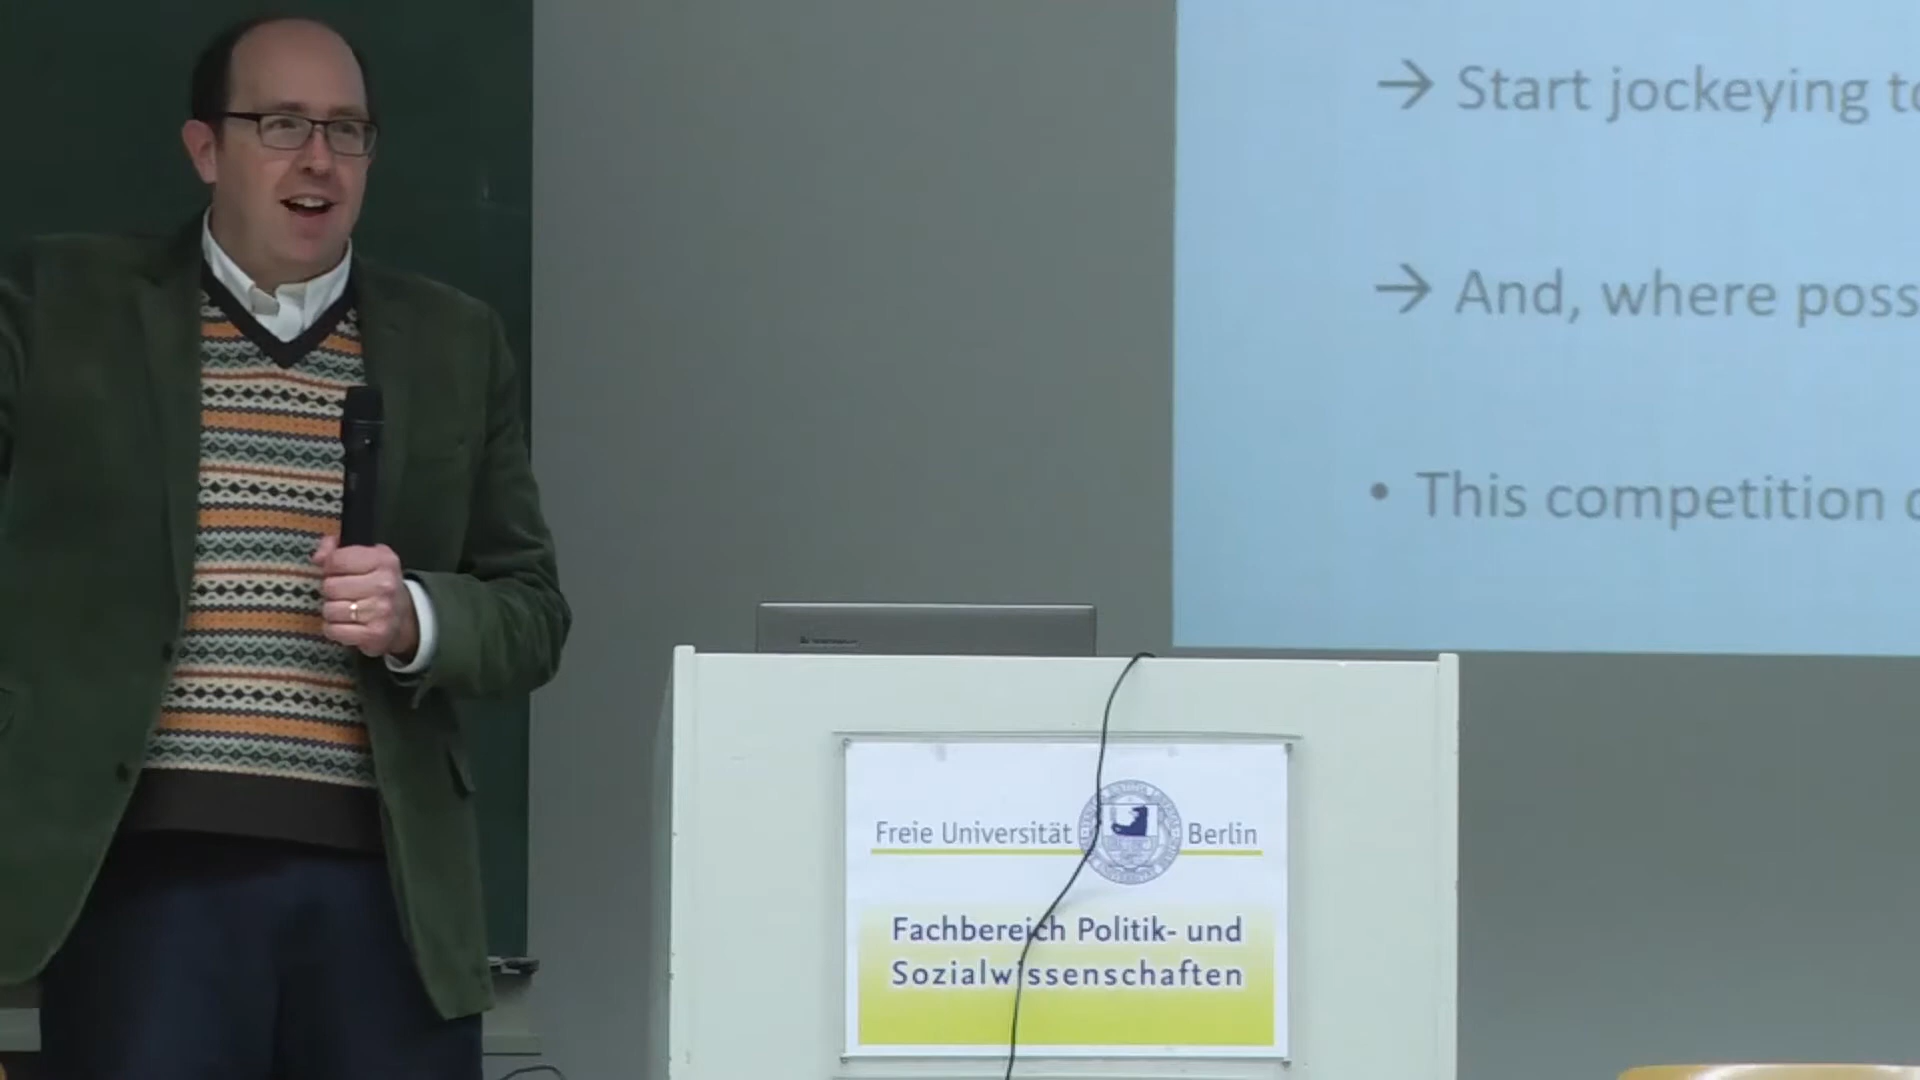 → Start jockeying to
→ And, where poss
• This competition
Freie Universität Berlin
Fachbereich Politik- und
Sozialwissenschaften